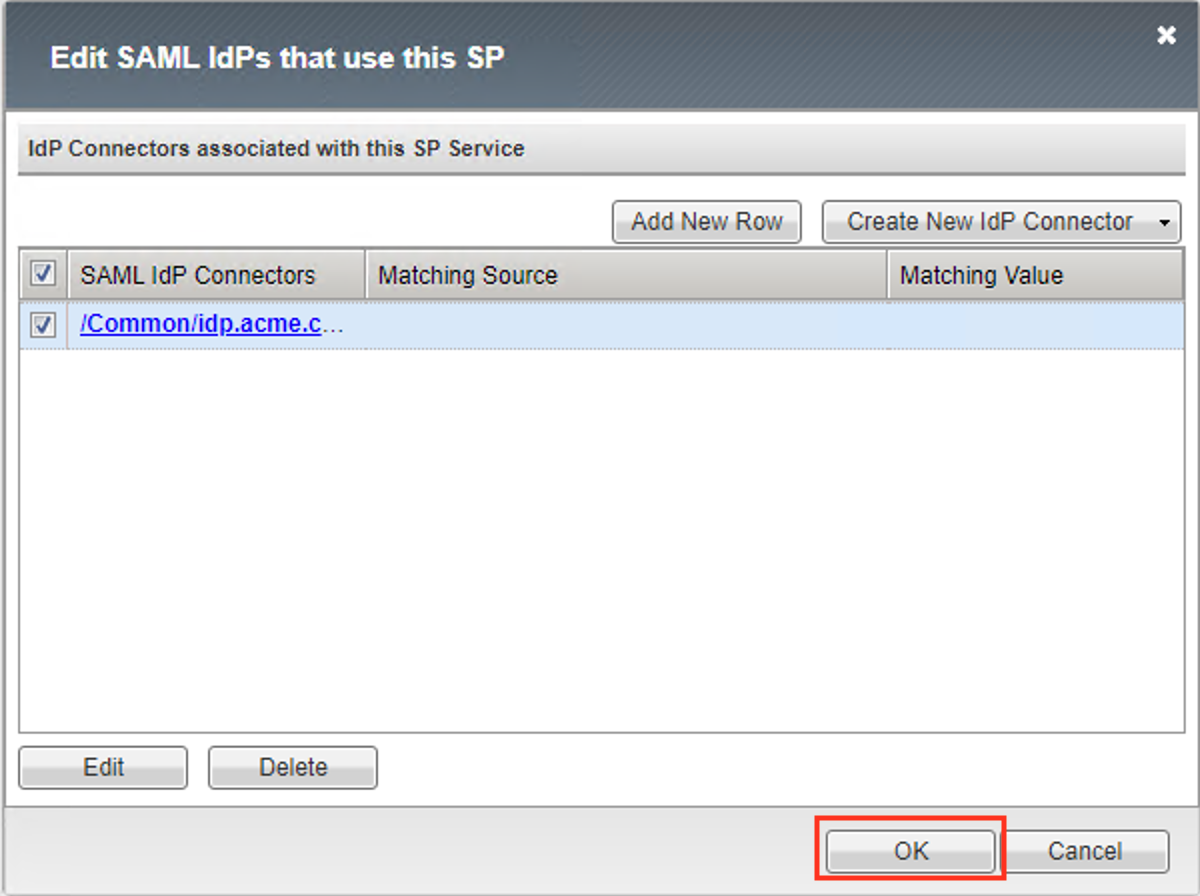 Edit SAML IdPs that use this SP
IdP Connectors associated with this SP Service
Add New Row
Create New IdP Connector
SAML IdP Connectors
Matching Source
Matching Value
/Common/idp.acme.c...
Edit
Delete
OK
Cancel